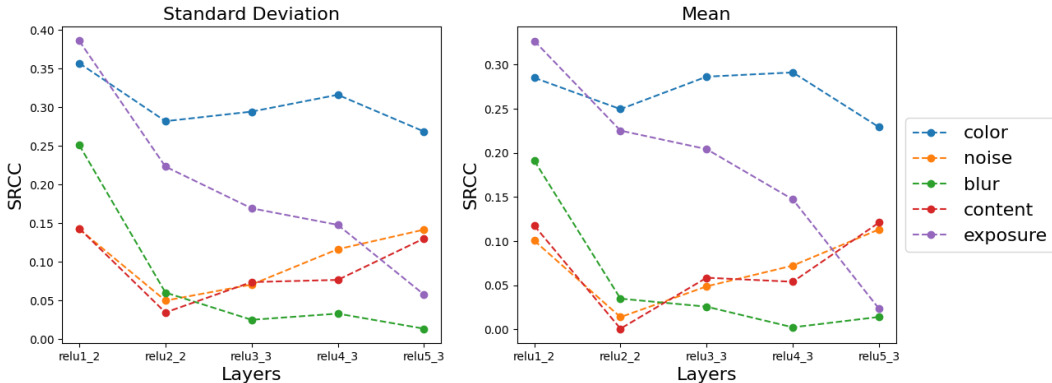 Standard Deviation
0.40
0.35
0.30
0.25
0.20
0.15
0.10
0.05
0.00
SRCC
relu1_2 relu2_2 relu3_3 relu4_3 relu5_3
Layers
Mean
0.30
0.25
0.20
0.15
0.10
0.05
0.00
SRCC
relu1_2 relu2_2 relu3_3 relu4_3 relu5_3
Layers
color
noise
blur
content
exposure